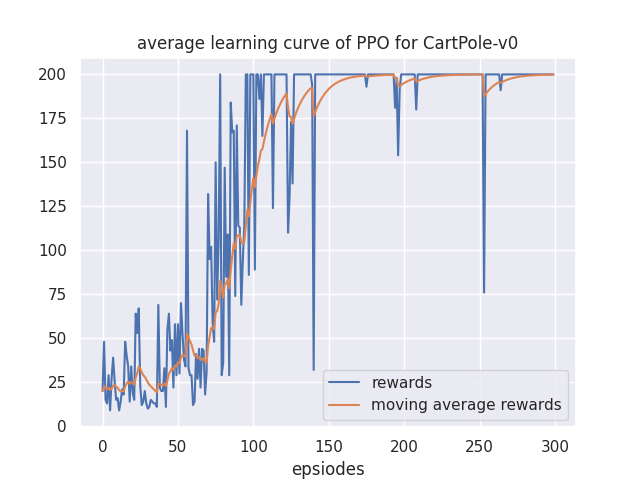 average learning curve of PPO for CartPole-v0
200
175
150
125
100
75
50
25
0
0 50 100 150 200 250 300
epsiodes
rewards
moving average rewards